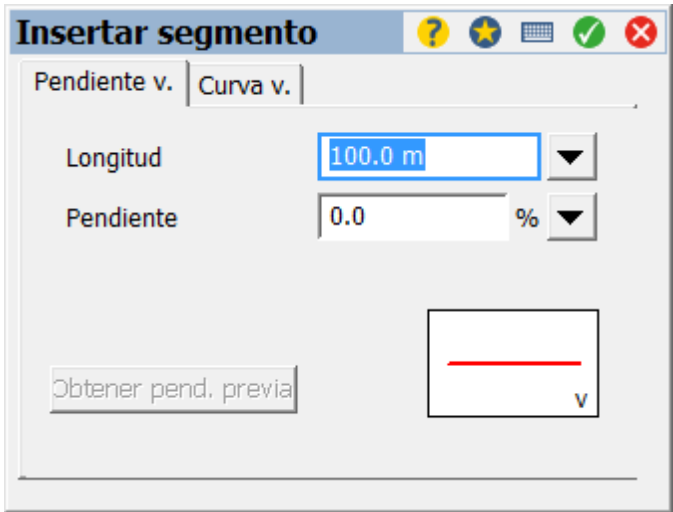 Insertar segmento
Pendiente v. Curva v.
Longitud 100.0 m
Pendiente 0.0 %
Obtener pend. previa
v